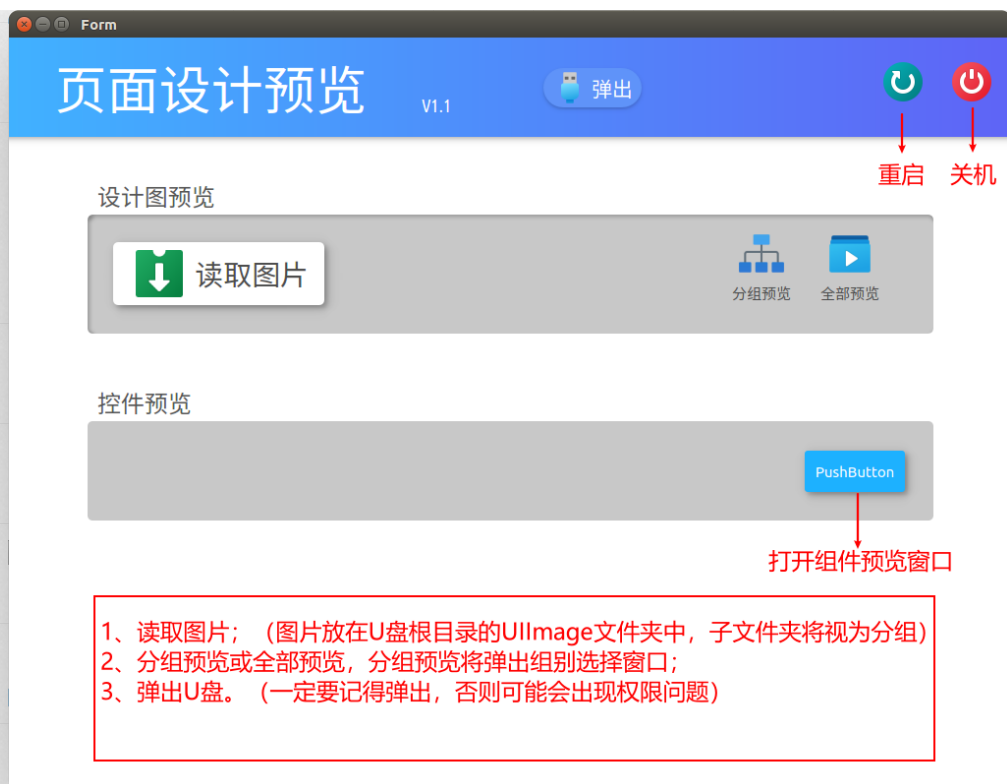 Form
页面设计预览
V1.1
弹出
重启
关机
设计图预览
读取图片
分组预览
全部预览
控件预览
PushButton
打开组件预览窗口
1、读取图片；（图片放在U盘根目录的UIImage文件夹中，子文件夹将视为分组）
2、分组预览或全部预览，分组预览将弹出组别选择窗口；
3、弹出U盘。（一定要记得弹出，否则可能会出现权限问题）